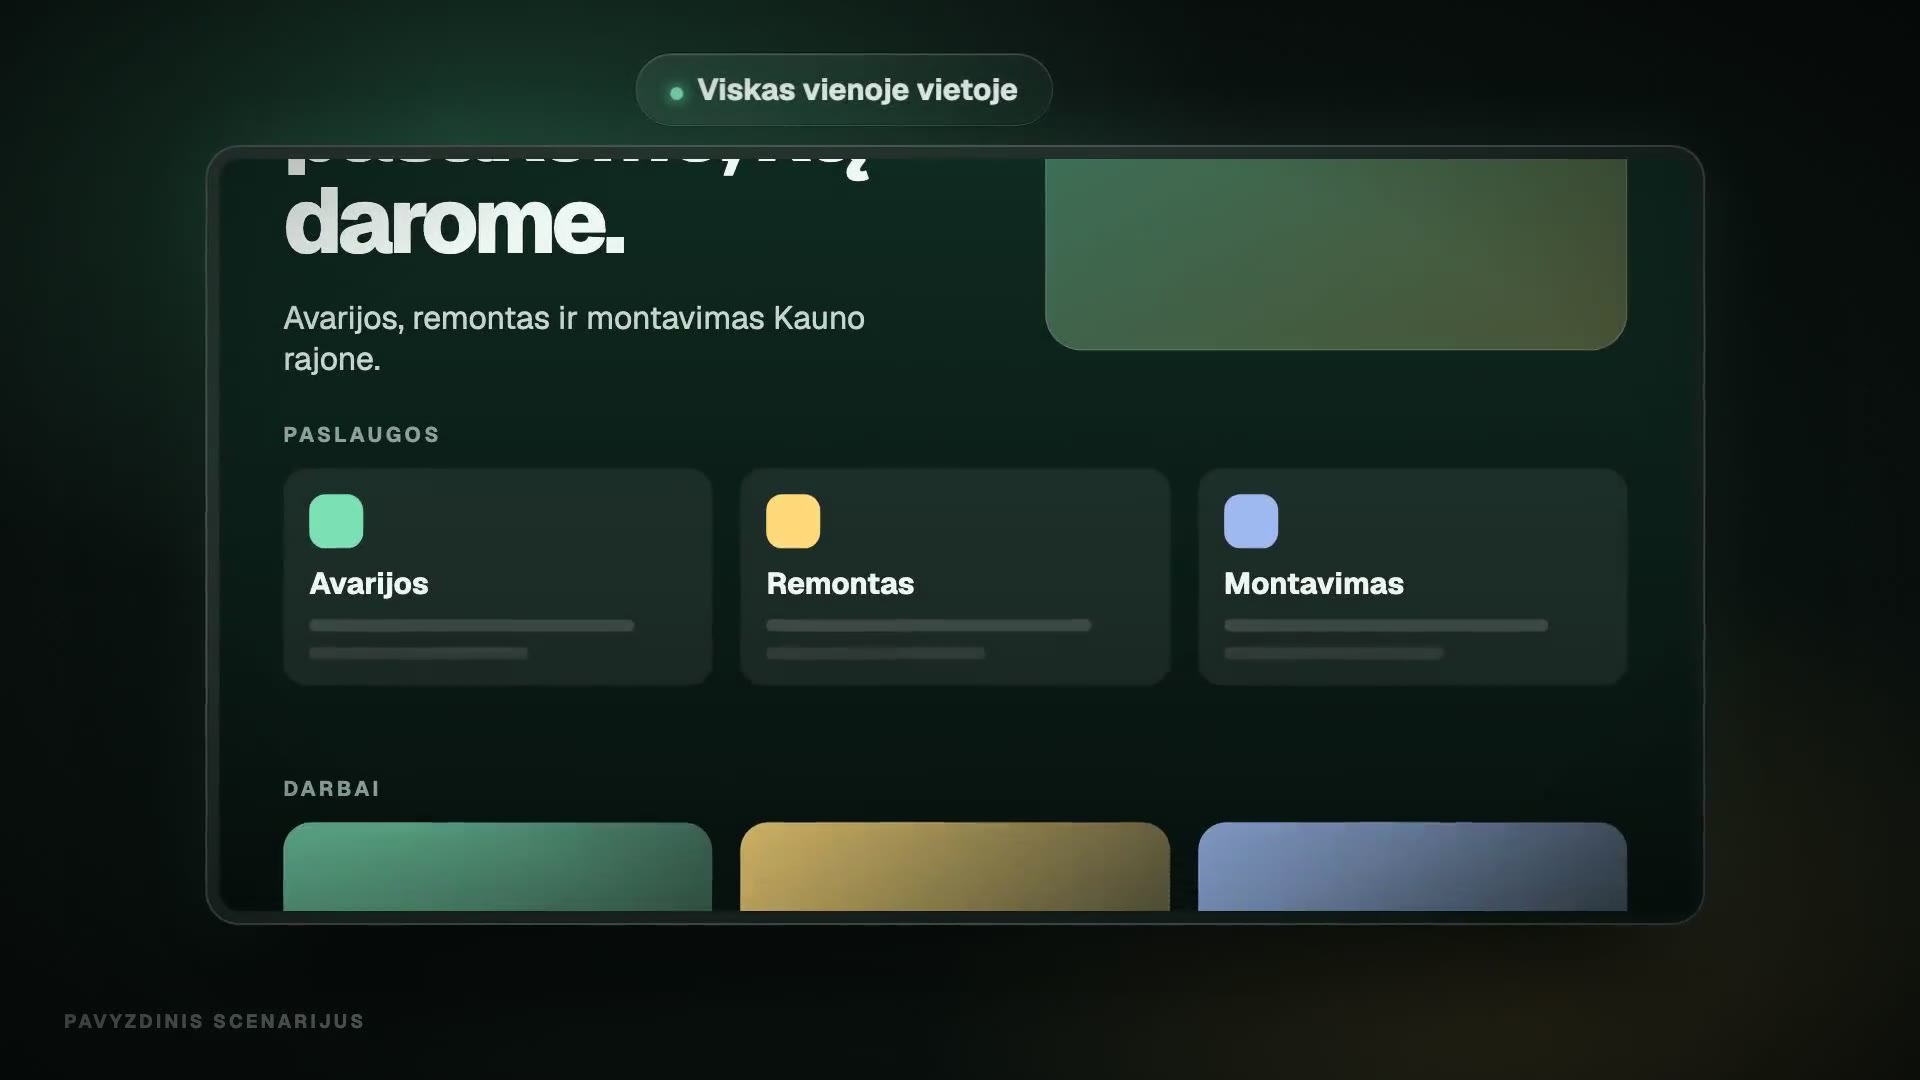 Viskas vienoje vietoje
darome.
Avarijos, remontas ir montavimas Kauno
rajone.
PASLAUGOS
Avarijos
Remontas
Montavimas
DARBAI
PAVYZDINIS SCENARIJUS